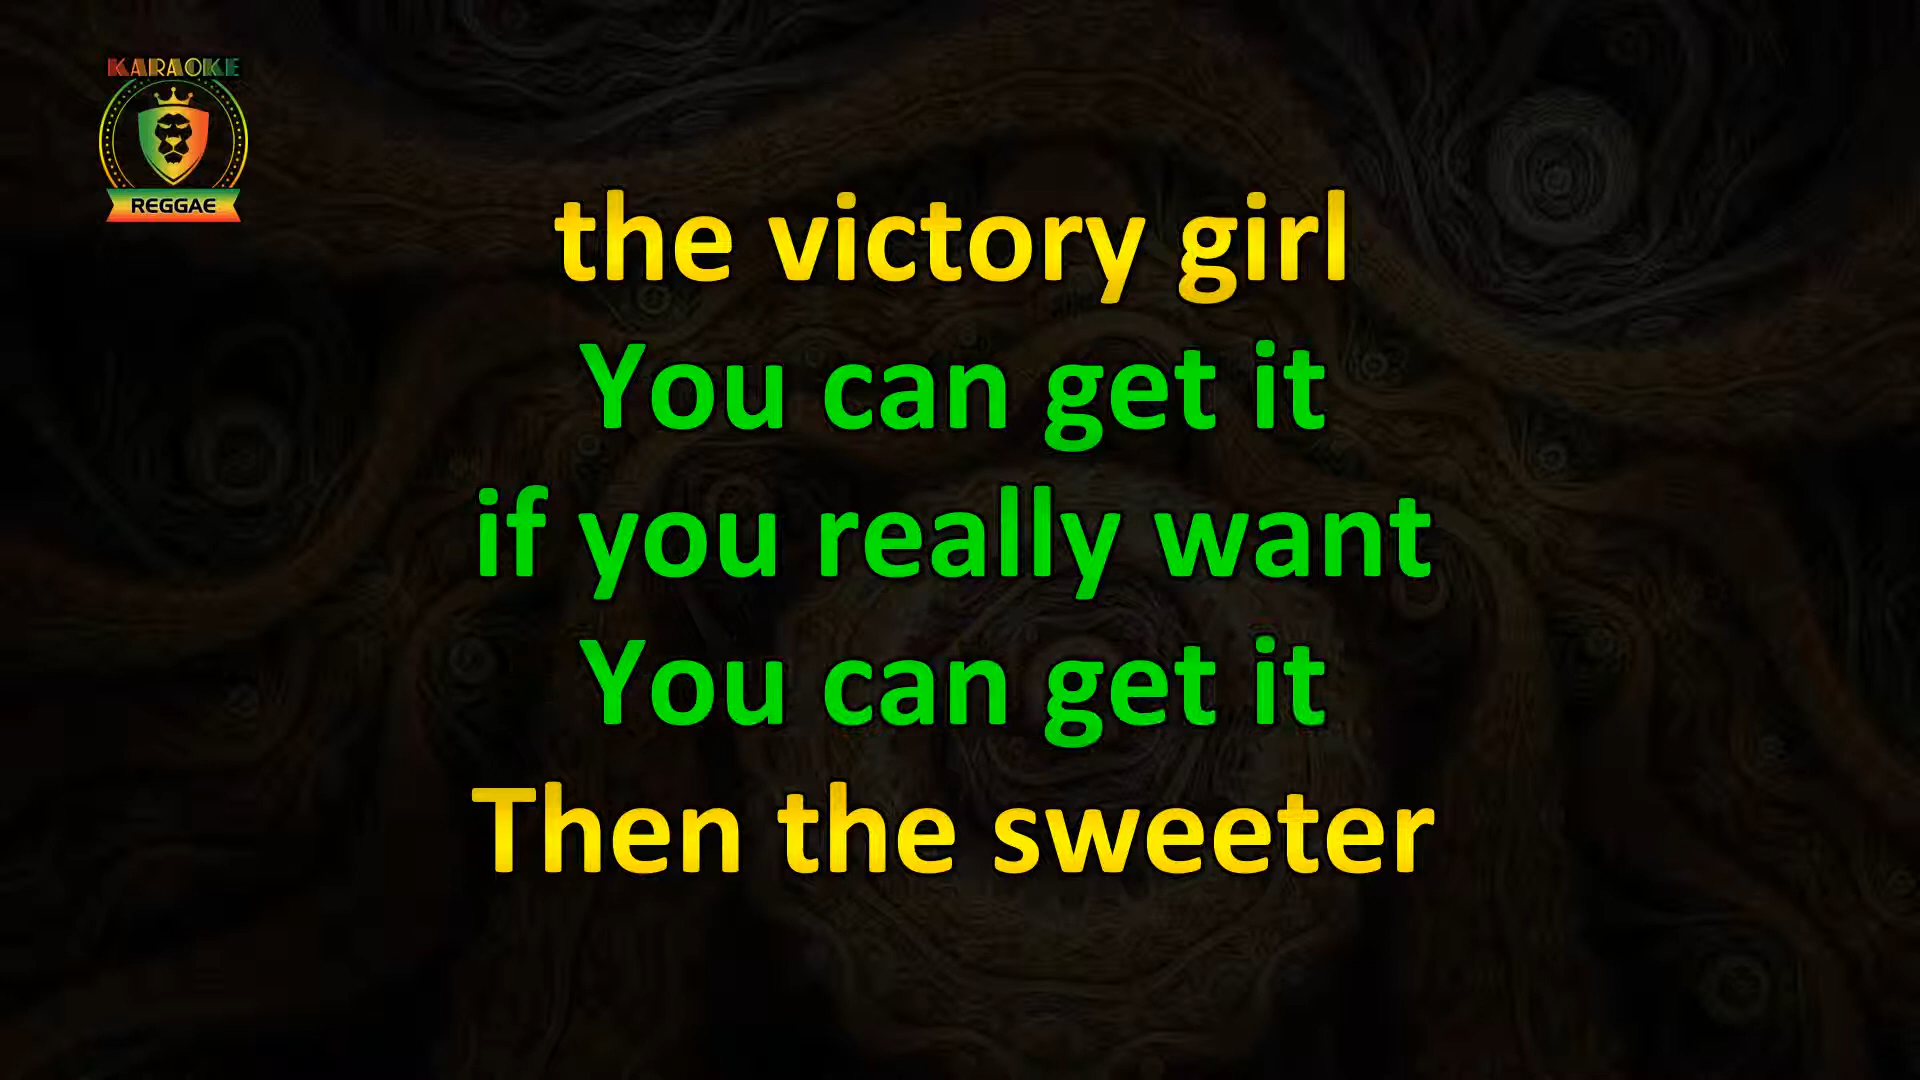 KARAOKE
REGGAE
the victory girl
You can get it
if you really want
You can get it
Then the sweeter